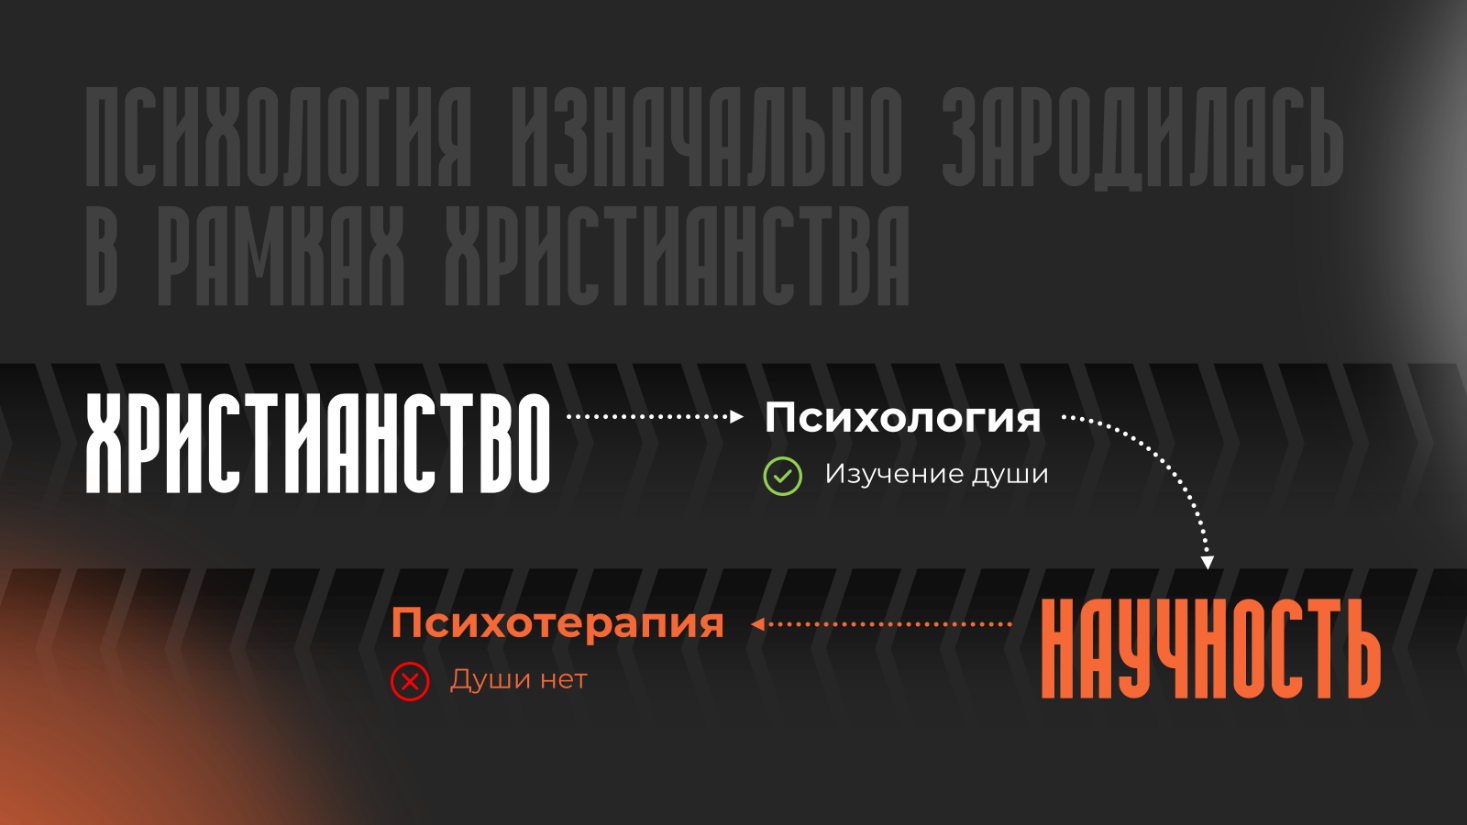 ПСИХОЛОГИЯ ИЗНАЧАЛЬНО ЗАРОДИЛАСЬ
В РАМКАХ ХРИСТИАНСТВА
ХРИСТИАНСТВО
Психология
Изучение души
НАУЧНОСТЬ
Психотерапия
Души нет